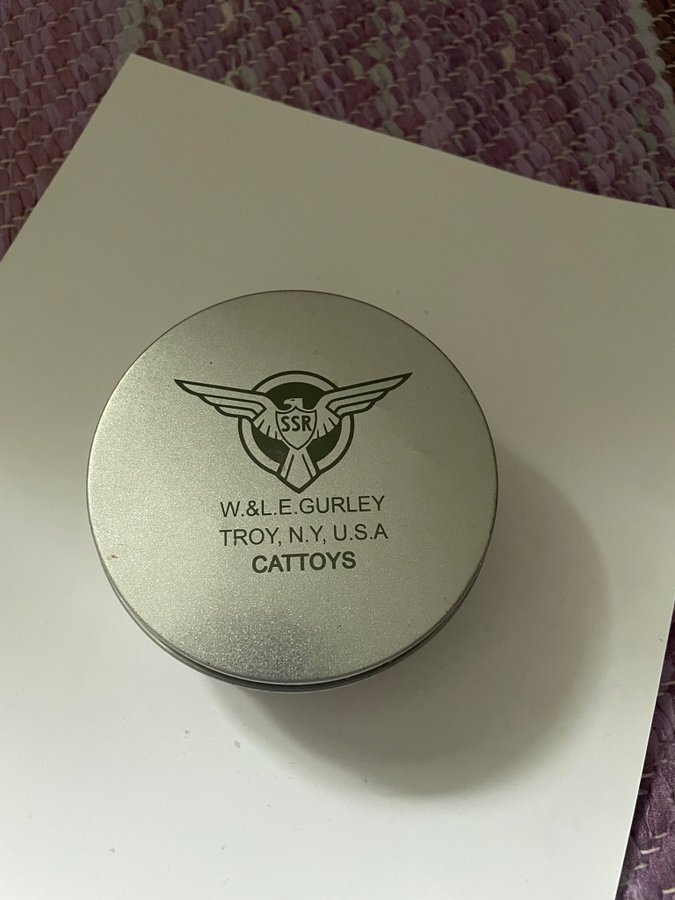 SSR
W.&L.E.GURLEY
TROY, N.Y, U.S.A
CATTOYS